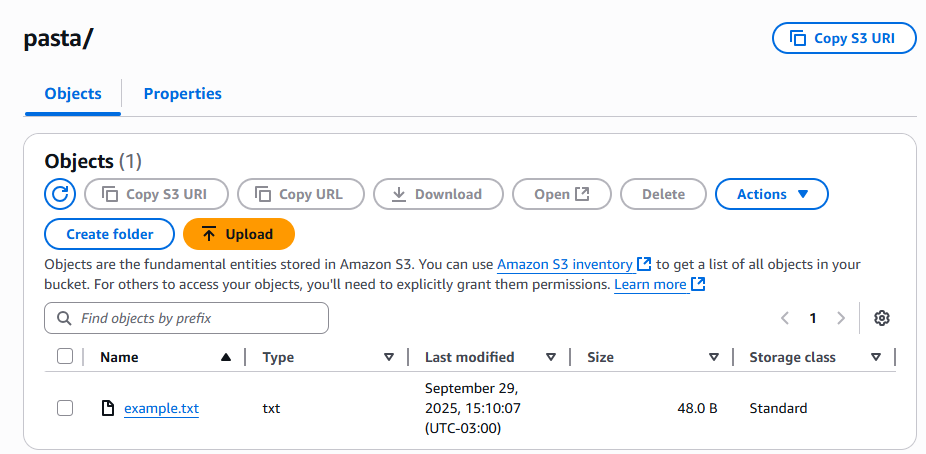 pasta/
Copy S3 URI
Objects
Properties
Objects (1)
Copy S3 URI
Copy URL
Download
Open
Delete
Actions
Create folder
Upload
Objects are the fundamental entities stored in Amazon S3. You can use Amazon S3 inventory to get a list of all objects in your
bucket. For others to access your objects, you'll need to explicitly grant them permissions. Learn more
Find objects by prefix
1
Name
Type
Last modified
Size
Storage class
example.txt
txt
September 29,
2025, 15:10:07
(UTC-03:00)
48.0 B
Standard